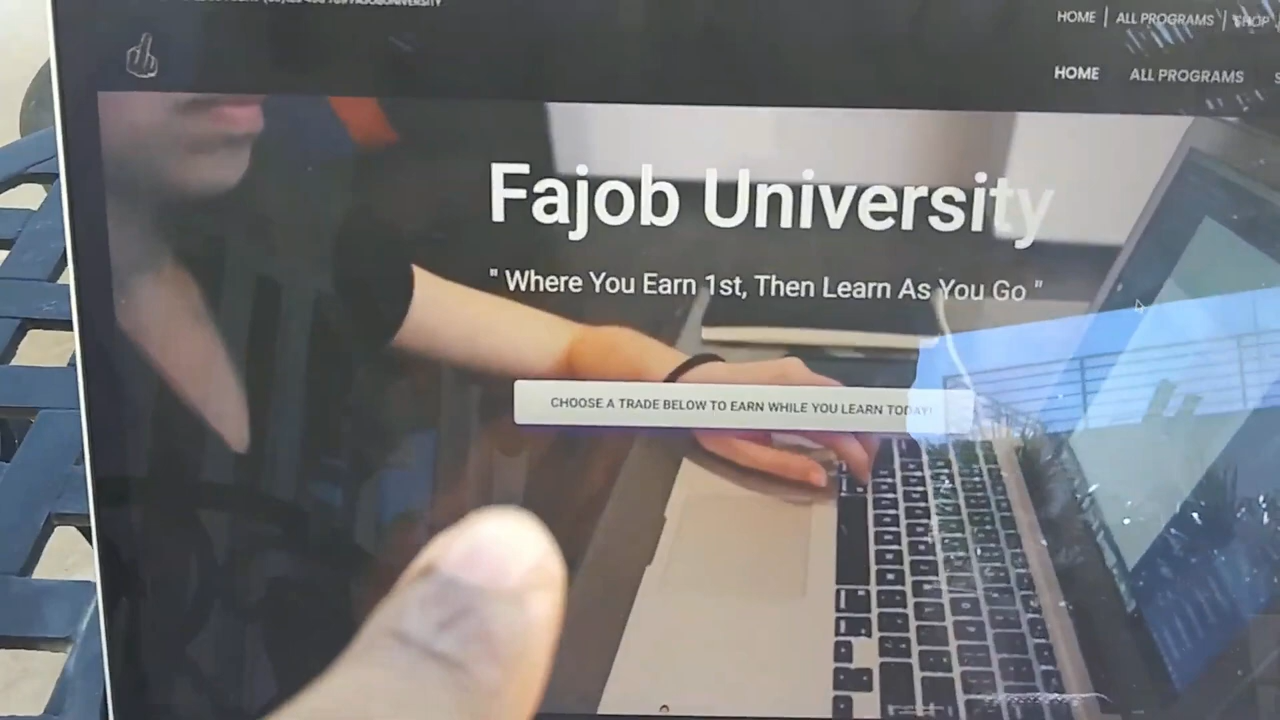 HOME | ALL PROGRAMS | SHOP
HOME ALL PROGRAMS
Fajob University
" Where You Earn 1st, Then Learn As You Go "
CHOOSE A TRADE BELOW TO EARN WHILE YOU LEARN TODAY!